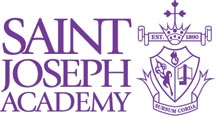 SAINT
JOSEPH
ACADEMY
EST. 1890
SURSUM CORDA